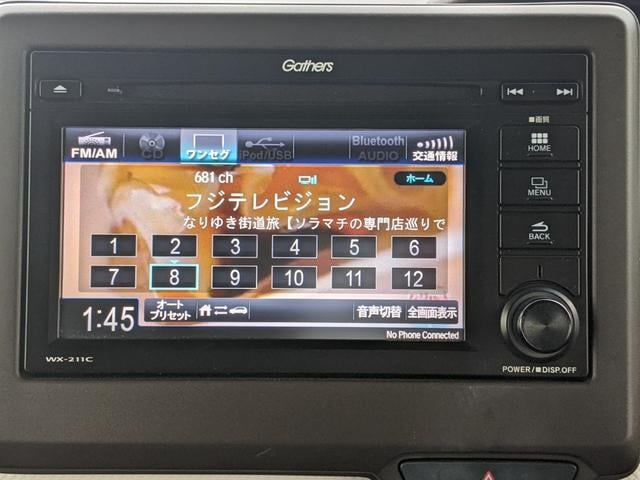 Gathers
■画質
FM/AM
CD
ワンセグ
iPod/USB
Bluetooth
AUDIO
交通情報
681 ch
ホーム
フジテレビジョン
なりゆき街道旅【ソラマチの専門店巡りで
1 2 3 4 5 6
7 8 9 10 11 12
1:45
オート
プリセット
音声切替
全画面表示
No Phone Connected
HOME
MENU
BACK
WX-211C
POWER/■DISP.OFF